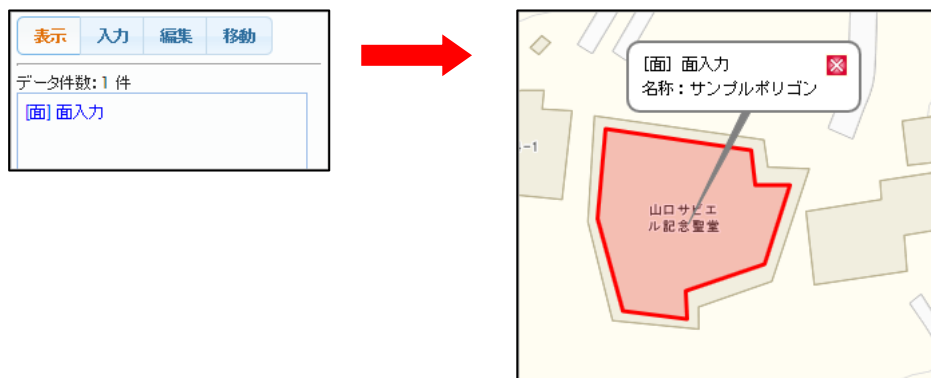 表示 入力 編集 移動
データ件数:1 件
[面] 面入力
[面] 面入力
名称：サンプルポリゴン
-1
山口サビエ
ル記念聖堂